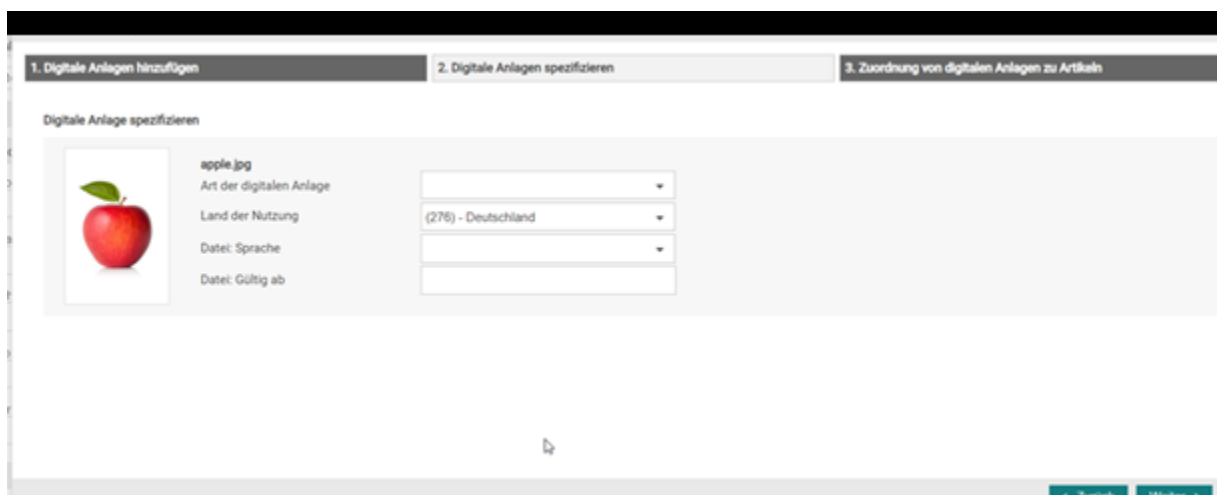 1. Digitale Anlagen hinzufügen
2. Digitale Anlagen spezifizieren
3. Zuordnung von digitalen Anlagen zu Artikeln
Digitale Anlage spezifizieren
apple.jpg
Art der digitalen Anlage
Land der Nutzung (276) - Deutschland
Datei: Sprache
Datei: Gültig ab